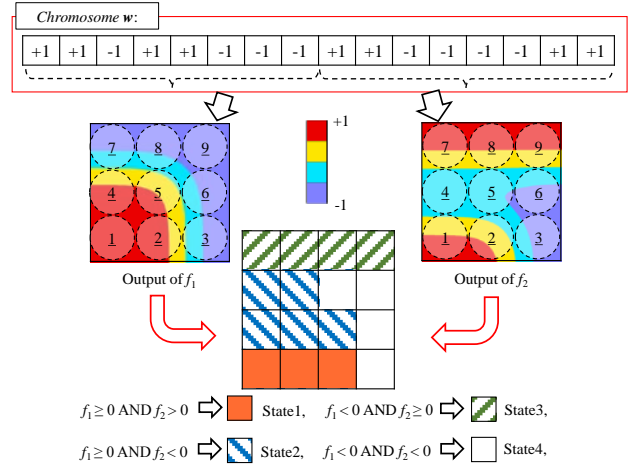 Chromosome w:
+1 +1 -1 +1 +1 -1 -1 -1 -1 +1 +1 -1 -1 -1 -1 +1 +1 +1
7 8 9
4 5 6
1 2 3
+1
-1
7 8 9
4 5 6
1 2 3
Output of f1
Output of f2
f1 ≥ 0 AND f2 > 0 State1,
f1 < 0 AND f2 ≥ 0 State3,
f1 ≥ 0 AND f2 < 0 State2,
f1 < 0 AND f2 < 0 State4,